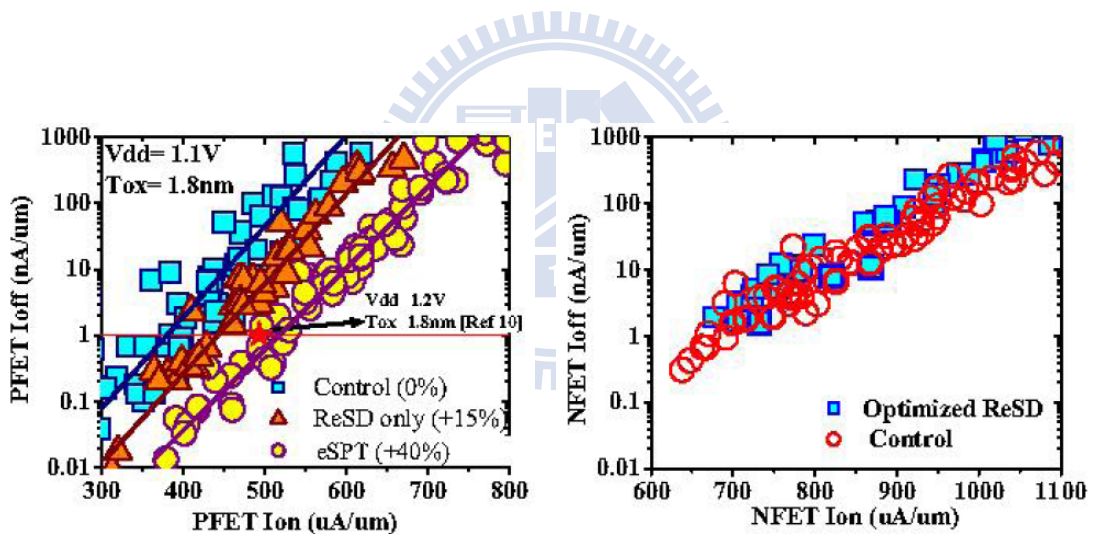 1000
100
10
1
0.1
0.01
PFET Ioff (nA/um)
Vdd= 1.1V
Tox= 1.8nm
Vdd 1.2V
Tox 1.8nm [Ref 10]
Control (0%)
ReSD only (+15%)
eSPT (+40%)
300 400 500 600 700 800
PFET Ion (uA/um)
1000
100
10
1
0.1
0.01
NFET Ioff (nA/um)
Optimized ReSD
Control
600 700 800 900 1000 1100
NFET Ion (uA/um)